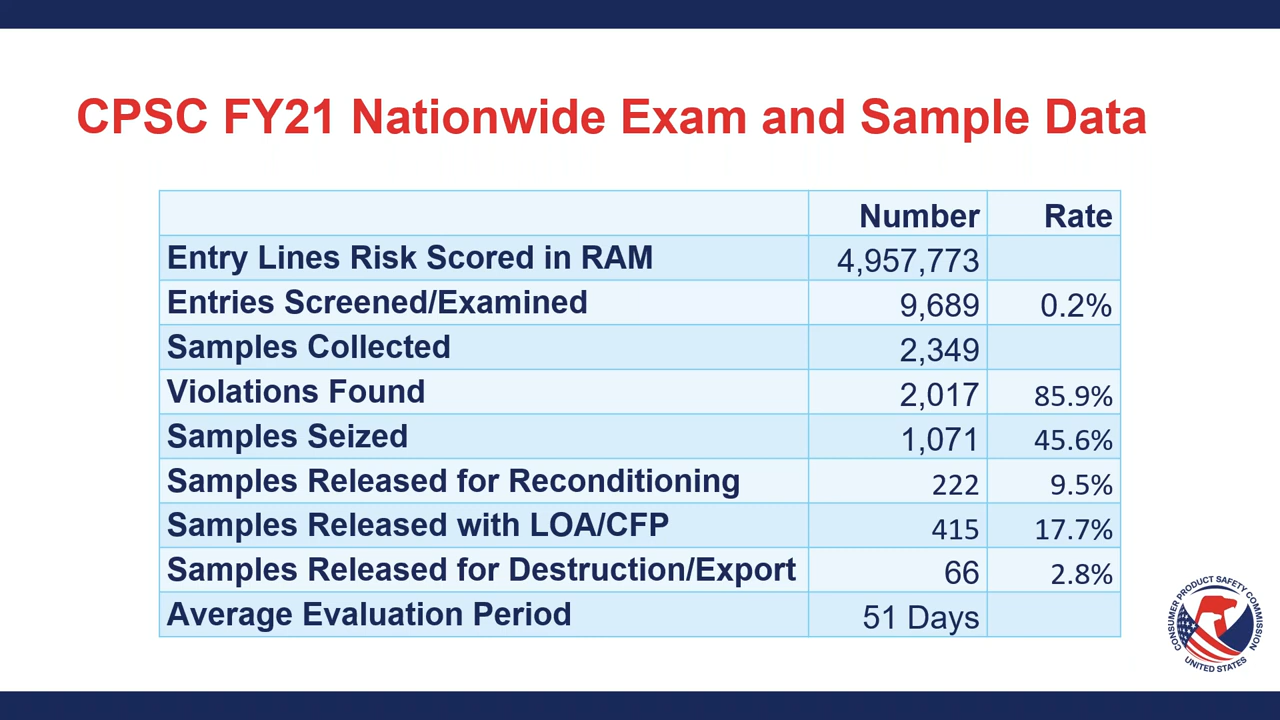 CPSC FY21 Nationwide Exam and Sample Data
Number Rate
Entry Lines Risk Scored in RAM 4,957,773
Entries Screened/Examined 9,689 0.2%
Samples Collected 2,349
Violations Found 2,017 85.9%
Samples Seized 1,071 45.6%
Samples Released for Reconditioning 222 9.5%
Samples Released with LOA/CFP 415 17.7%
Samples Released for Destruction/Export 66 2.8%
Average Evaluation Period 51 Days
CONSUMER PRODUCT SAFETY COMMISSION
UNITED STATES